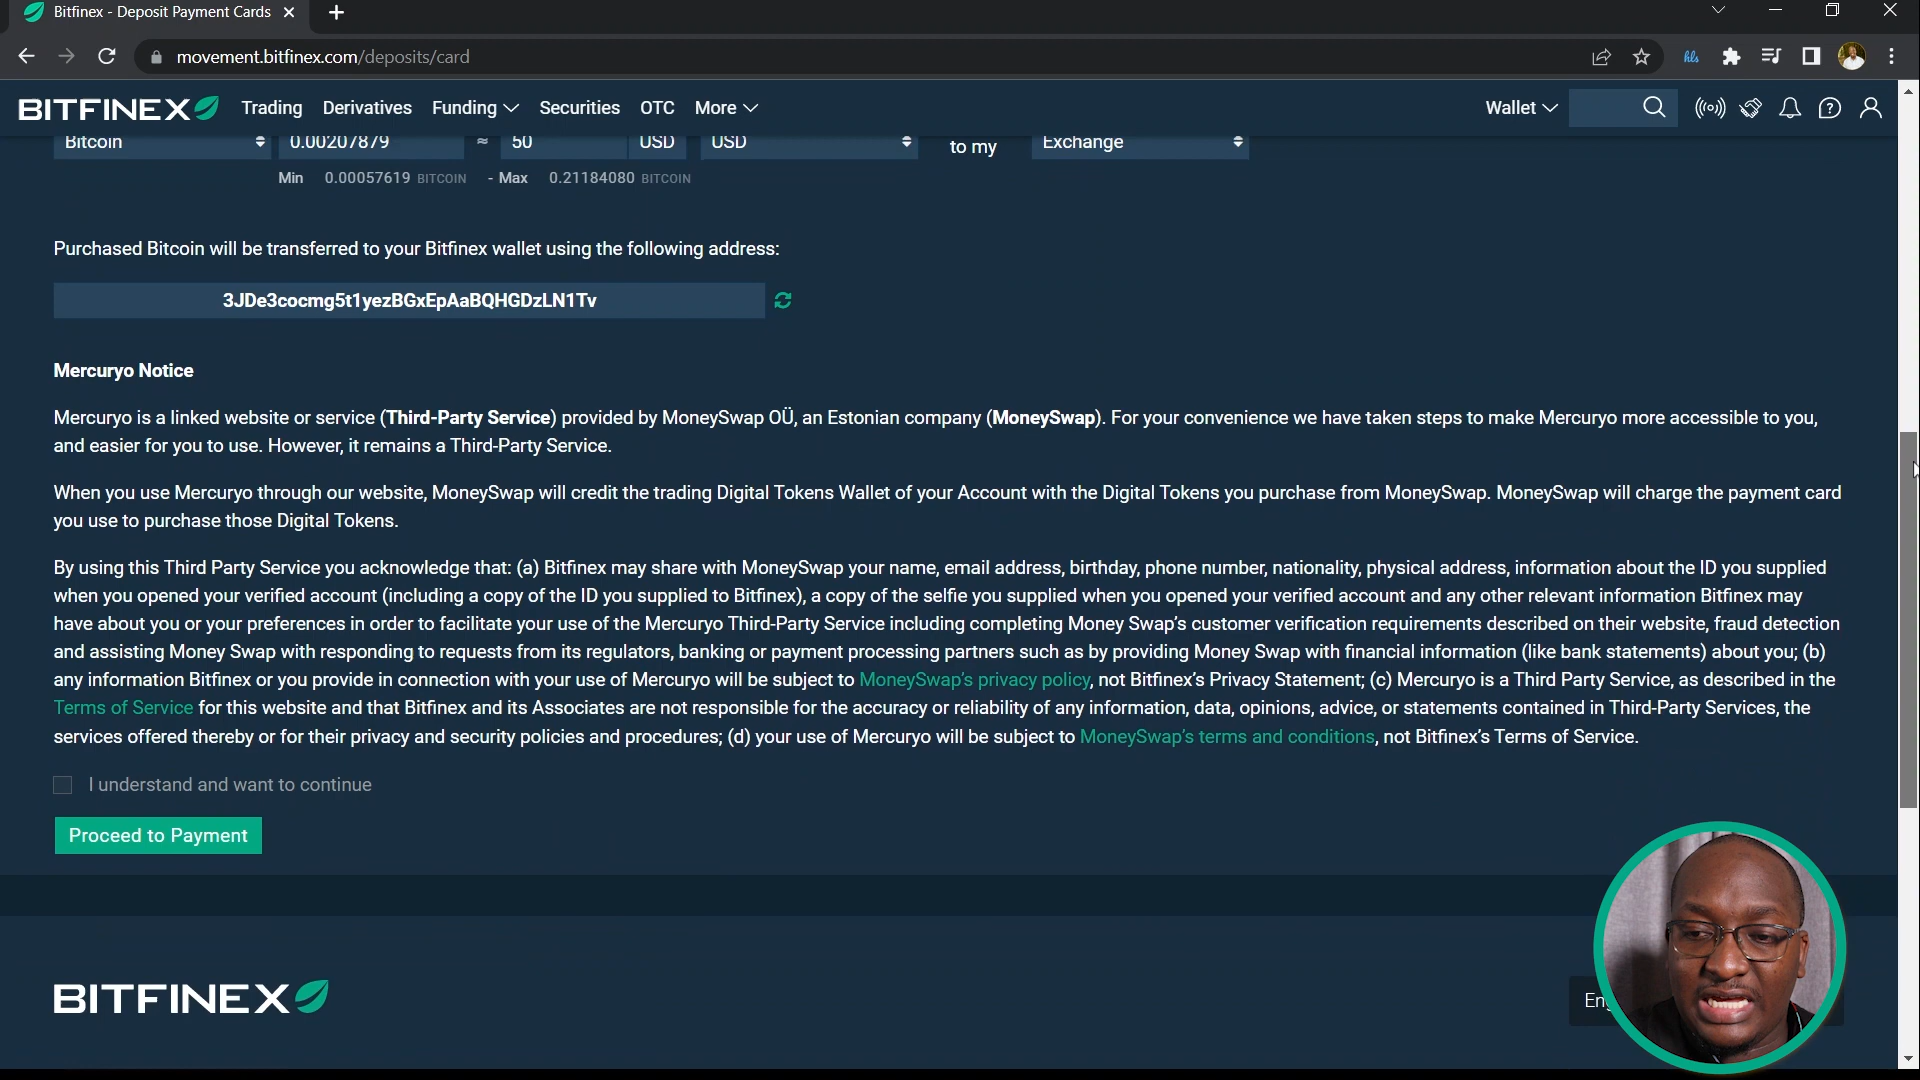 Bitfinex - Deposit Payment Cards
movement.bitfinex.com/deposits/card
hls
BITFINEX Trading Derivatives Funding Securities OTC More Wallet
Bitcoin 0.00207879 ≈ 50 USD USD to my Exchange
Min 0.00057619 BITCOIN - Max 0.21184080 BITCOIN
Purchased Bitcoin will be transferred to your Bitfinex wallet using the following address:
3JDe3cocmg5t1yezBGxEpAaBQHGDzLN1Tv
Mercuryo Notice
Mercuryo is a linked website or service (Third-Party Service) provided by MoneySwap OÜ, an Estonian company (MoneySwap). For your convenience we have taken steps to make Mercuryo more accessible to you,
and easier for you to use. However, it remains a Third-Party Service.
When you use Mercuryo through our website, MoneySwap will credit the trading Digital Tokens Wallet of your Account with the Digital Tokens you purchase from MoneySwap. MoneySwap will charge the payment card
you use to purchase those Digital Tokens.
By using this Third Party Service you acknowledge that: (a) Bitfinex may share with MoneySwap your name, email address, birthday, phone number, nationality, physical address, information about the ID you supplied
when you opened your verified account (including a copy of the ID you supplied to Bitfinex), a copy of the selfie you supplied when you opened your verified account and any other relevant information Bitfinex may
have about you or your preferences in order to facilitate your use of the Mercuryo Third-Party Service including completing Money Swap's customer verification requirements described on their website, fraud detection
and assisting Money Swap with responding to requests from its regulators, banking or payment processing partners such as by providing Money Swap with financial information (like bank statements) about you; (b)
any information Bitfinex or you provide in connection with your use of Mercuryo will be subject to MoneySwap's privacy policy, not Bitfinex's Privacy Statement; (c) Mercuryo is a Third Party Service, as described in the
Terms of Service for this website and that Bitfinex and its Associates are not responsible for the accuracy or reliability of any information, data, opinions, advice, or statements contained in Third-Party Services, the
services offered thereby or for their privacy and security policies and procedures; (d) your use of Mercuryo will be subject to MoneySwap's terms and conditions, not Bitfinex's Terms of Service.
I understand and want to continue
Proceed to Payment
BITFINEX